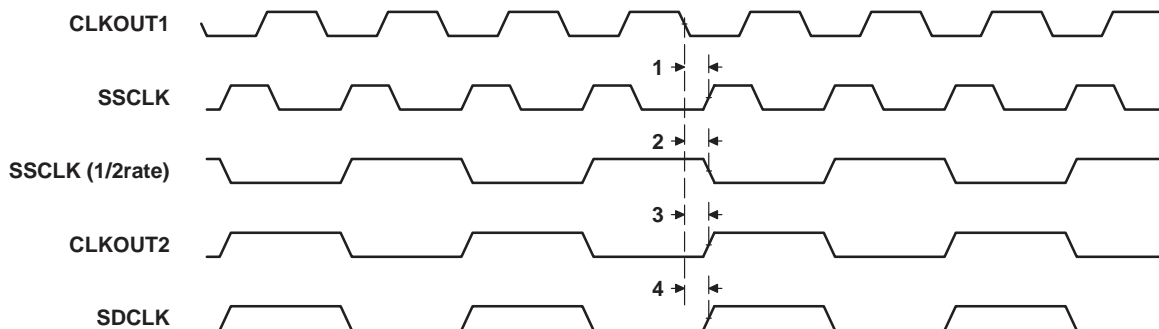 CLKOUT1
1
SSCLK
2
SSCLK (1/2rate)
3
CLKOUT2
4
SDCLK